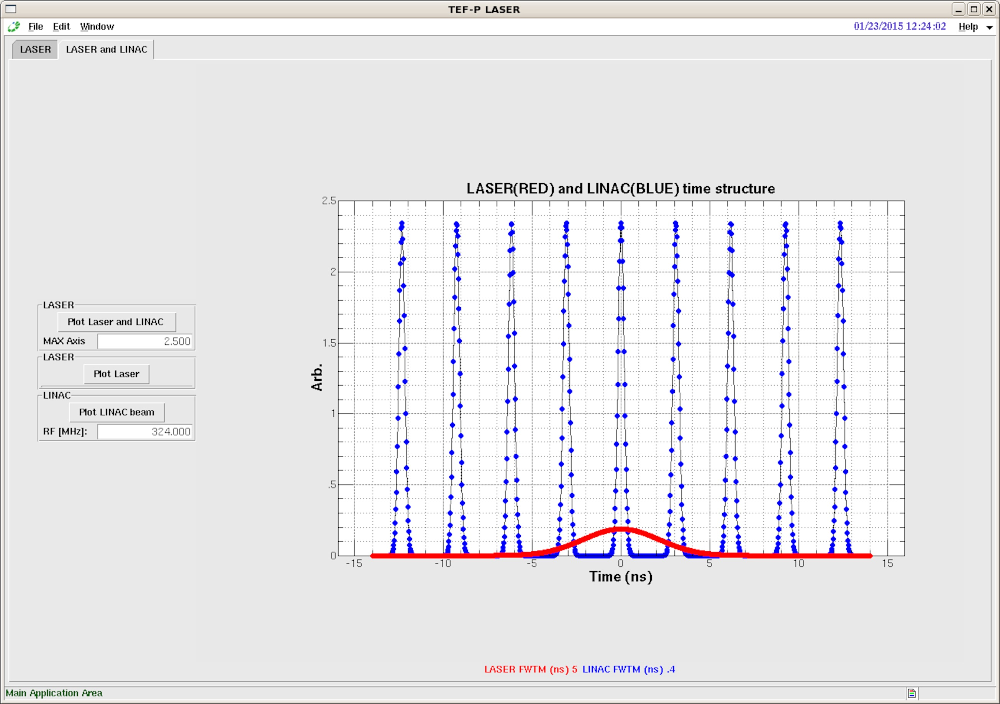 TEF-P LASER
File Edit Window 01/23/2015 12:24:02 Help
LASER LASER and LINAC
LASER
Plot Laser and LINAC
MAX Axis 2.500
LASER
Plot Laser
LINAC
Plot LINAC beam
RF [MHz]: 324.000
LASER(RED) and LINAC(BLUE) time structure
2.5
2
1.5
1
.5
0
Arb.
-15 -10 -5 0 5 10 15
Time (ns)
LASER FWTM (ns) 5 LINAC FWTM (ns) .4
Main Application Area